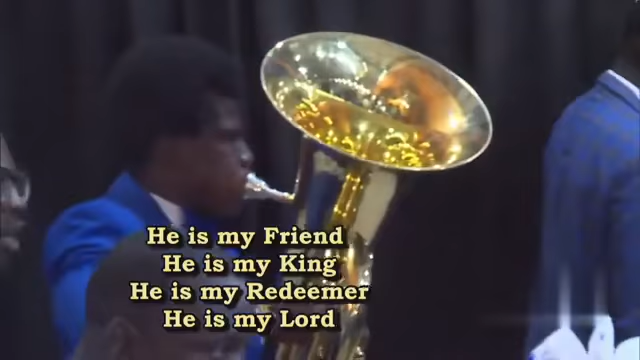 He is my Friend
He is my King
He is my Redeemer
He is my Lord